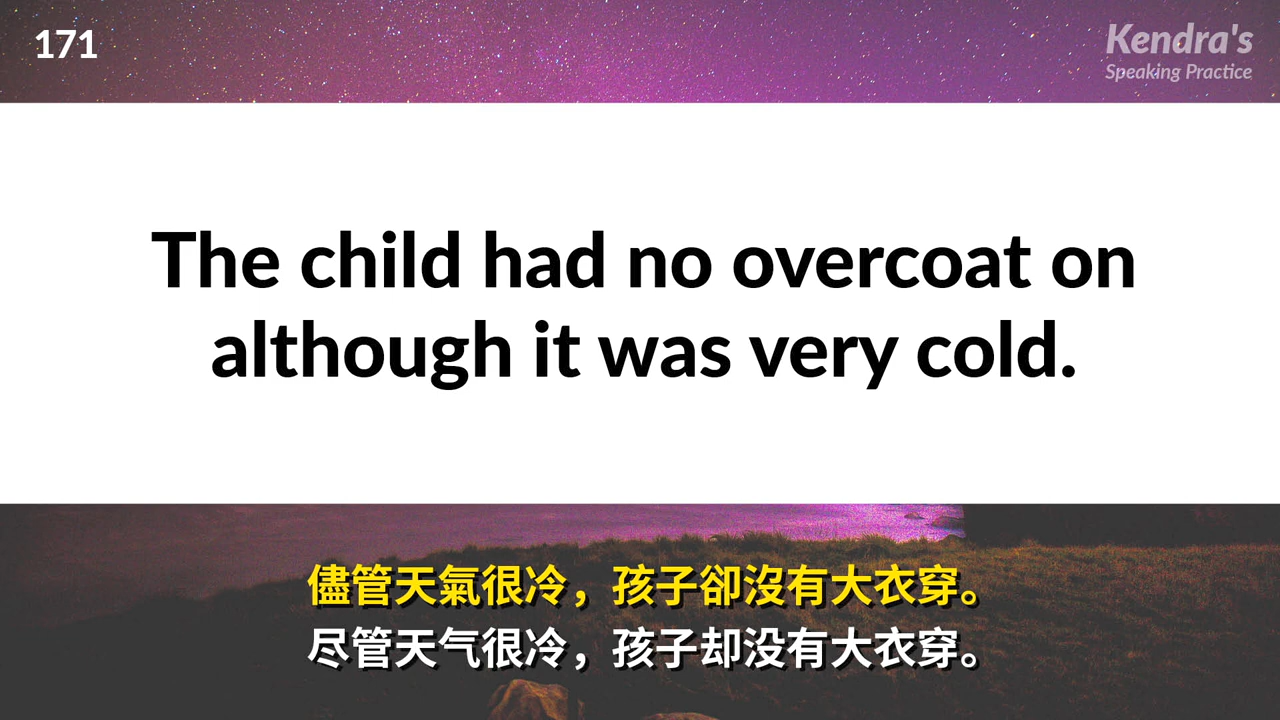 171
Kendra's
Speaking Practice
The child had no overcoat on
although it was very cold.
儘管天氣很冷，孩子卻沒有大衣穿。
尽管天气很冷，孩子却没有大衣穿。